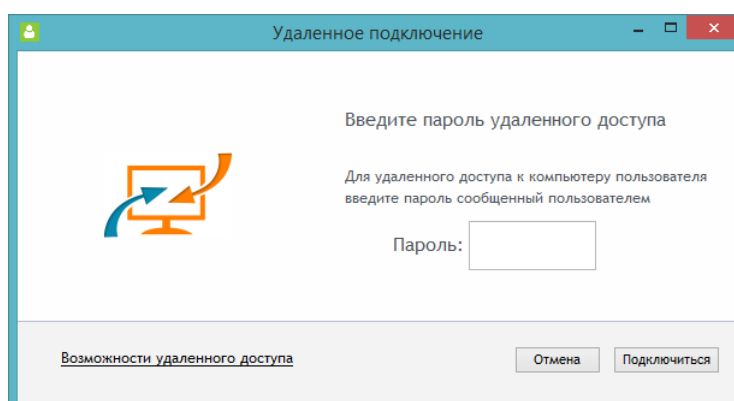 Удаленное подключение
Введите пароль удаленного доступа
Для удаленного доступа к компьютеру пользователя
введите пароль сообщенный пользователем
Пароль:
Возможности удаленного доступа
Отмена
Подключиться